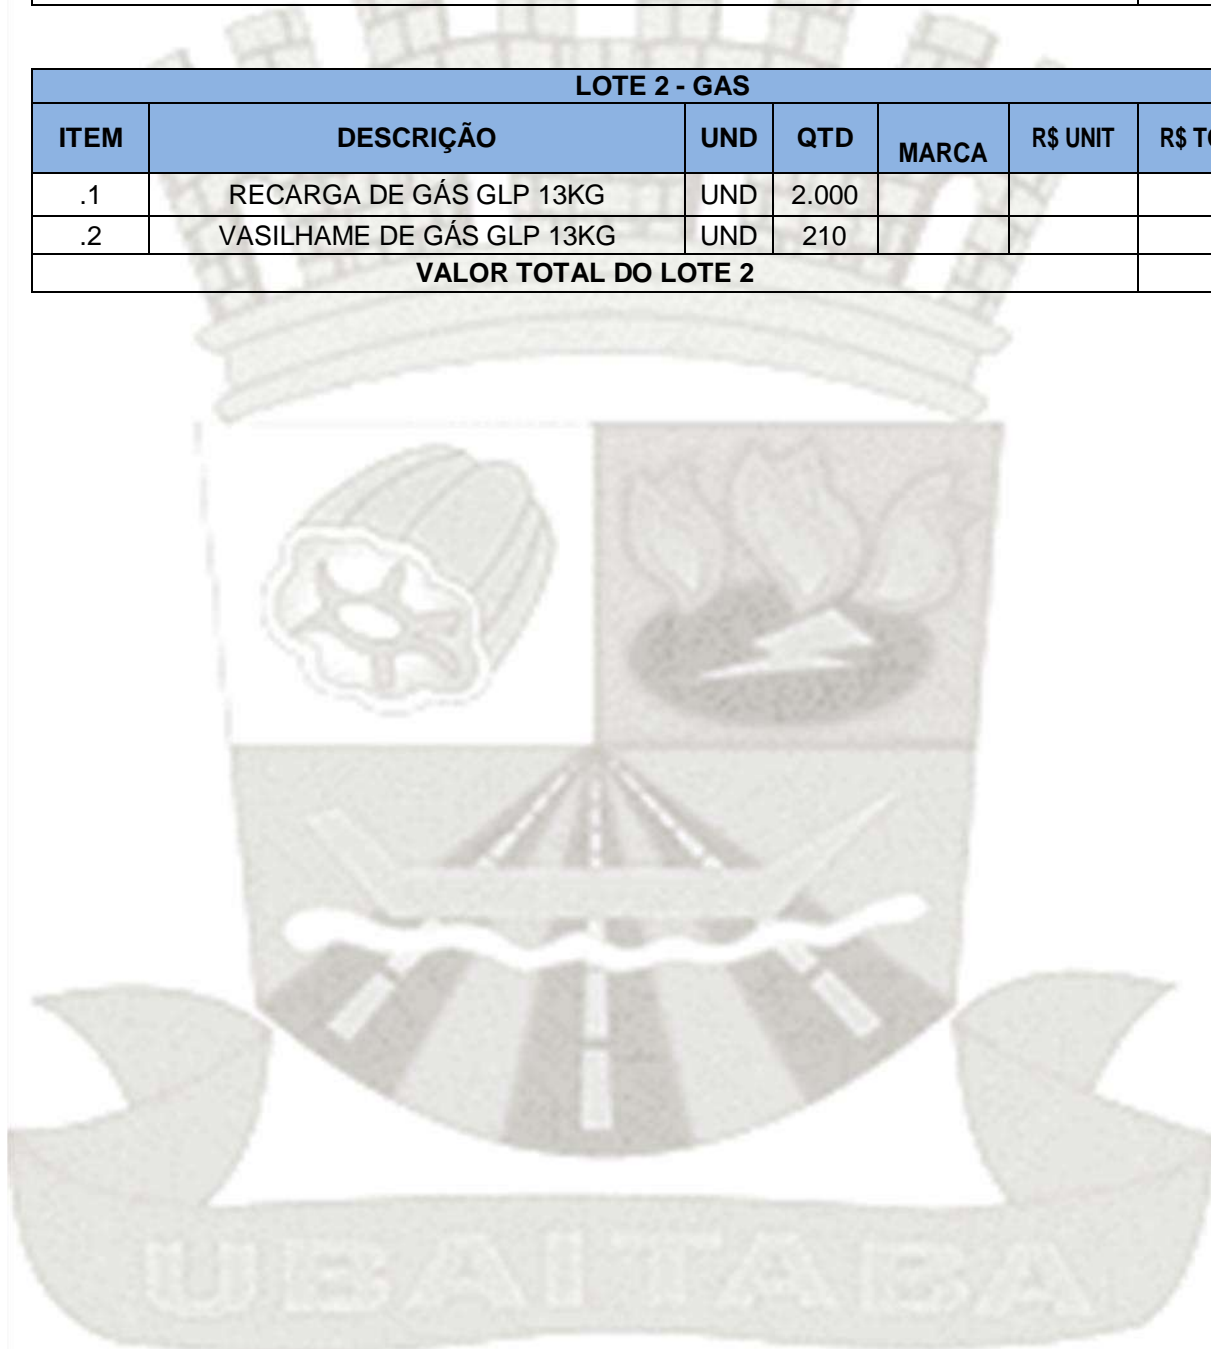 LOTE 2 - GAS
ITEM DESCRIÇÃO UND QTD MARCA R$ UNIT R$
.1 RECARGA DE GÁS GLP 13KG UND 2.000
.2 VASILHAME DE GÁS GLP 13KG UND 210
VALOR TOTAL DO LOTE 2
UBAITABA